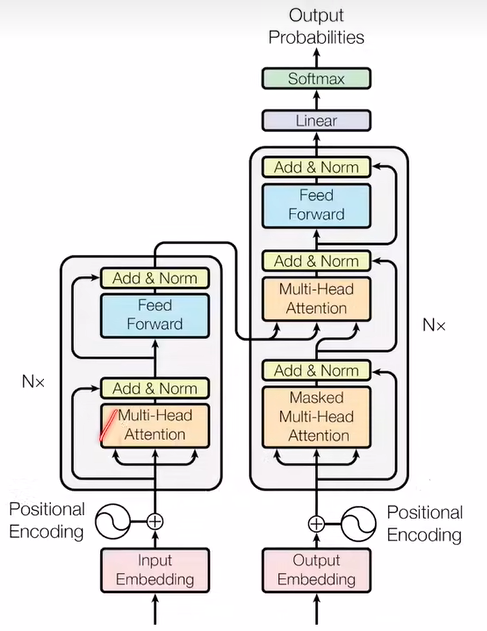 Output
Probabilities
Softmax
Linear
Add & Norm
Feed
Forward
Add & Norm
Multi-Head
Attention
Add & Norm
Masked
Multi-Head
Attention
Nx
Add & Norm
Feed
Forward
Add & Norm
Multi-Head
Attention
Nx
Positional
Encoding
Positional
Encoding
Input
Embedding
Output
Embedding